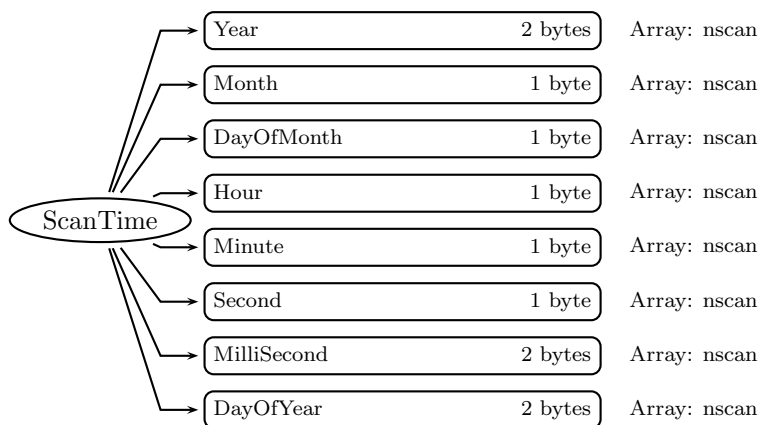 Year 2 bytes Array: nscan
Month 1 byte Array: nscan
DayOfMonth 1 byte Array: nscan
Hour 1 byte Array: nscan
ScanTime
Minute 1 byte Array: nscan
Second 1 byte Array: nscan
MilliSecond 2 bytes Array: nscan
DayOfYear 2 bytes Array: nscan